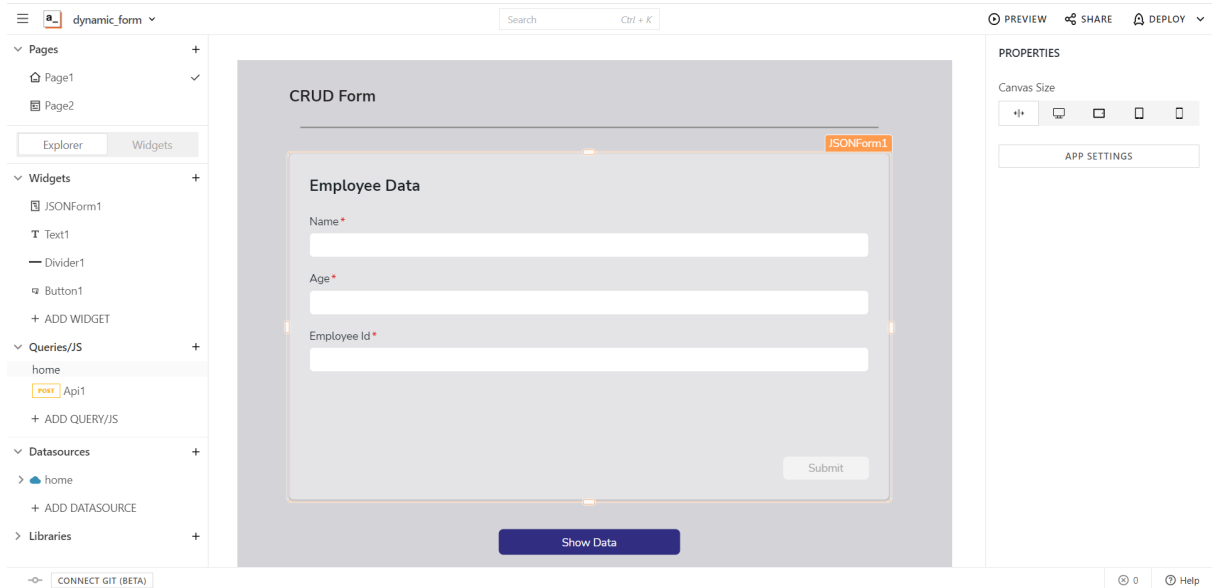 a_ dynamic_form Search Ctrl + K PREVIEW SHARE DEPLOY
Pages +
Page1
Page2
Explorer Widgets
Widgets +
JSONForm1
T Text1
Divider1
Button1
+ ADD WIDGET
Queries/JS +
home
POST Api1
+ ADD QUERY/JS
Datasources +
home
+ ADD DATASOURCE
Libraries +
CONNECT GIT (BETA)
CRUD Form
JSONForm1
Employee Data
Name*
Age*
Employee Id*
Submit
Show Data
PROPERTIES
Canvas Size
APP SETTINGS
0 Help